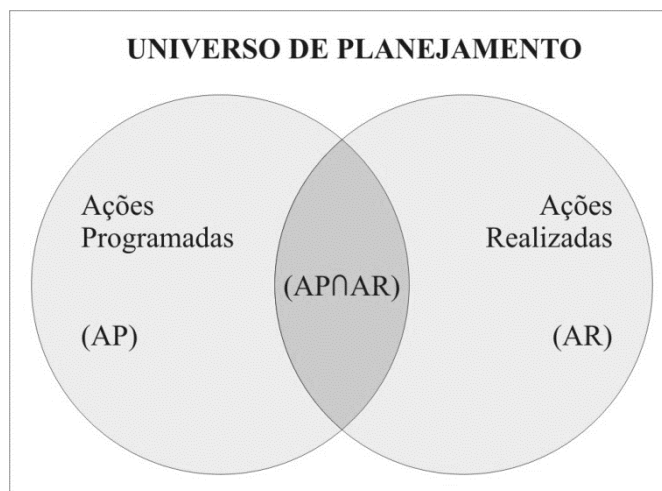 UNIVERSO DE PLANEJAMENTO
Ações
Programadas
(AP)
(AP∩AR)
Ações
Realizadas
(AR)